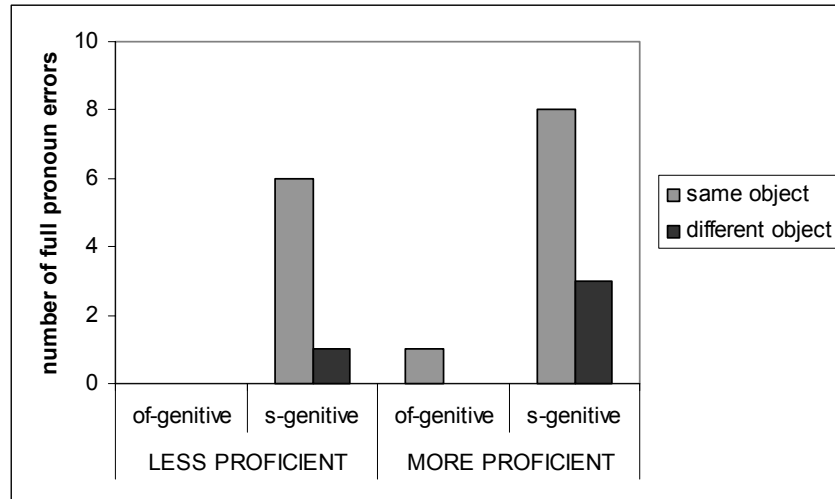 10
8
6
4
2
0
number of full pronoun errors
of-genitive s-genitive of-genitive s-genitive
LESS PROFICIENT MORE PROFICIENT
same object
different object